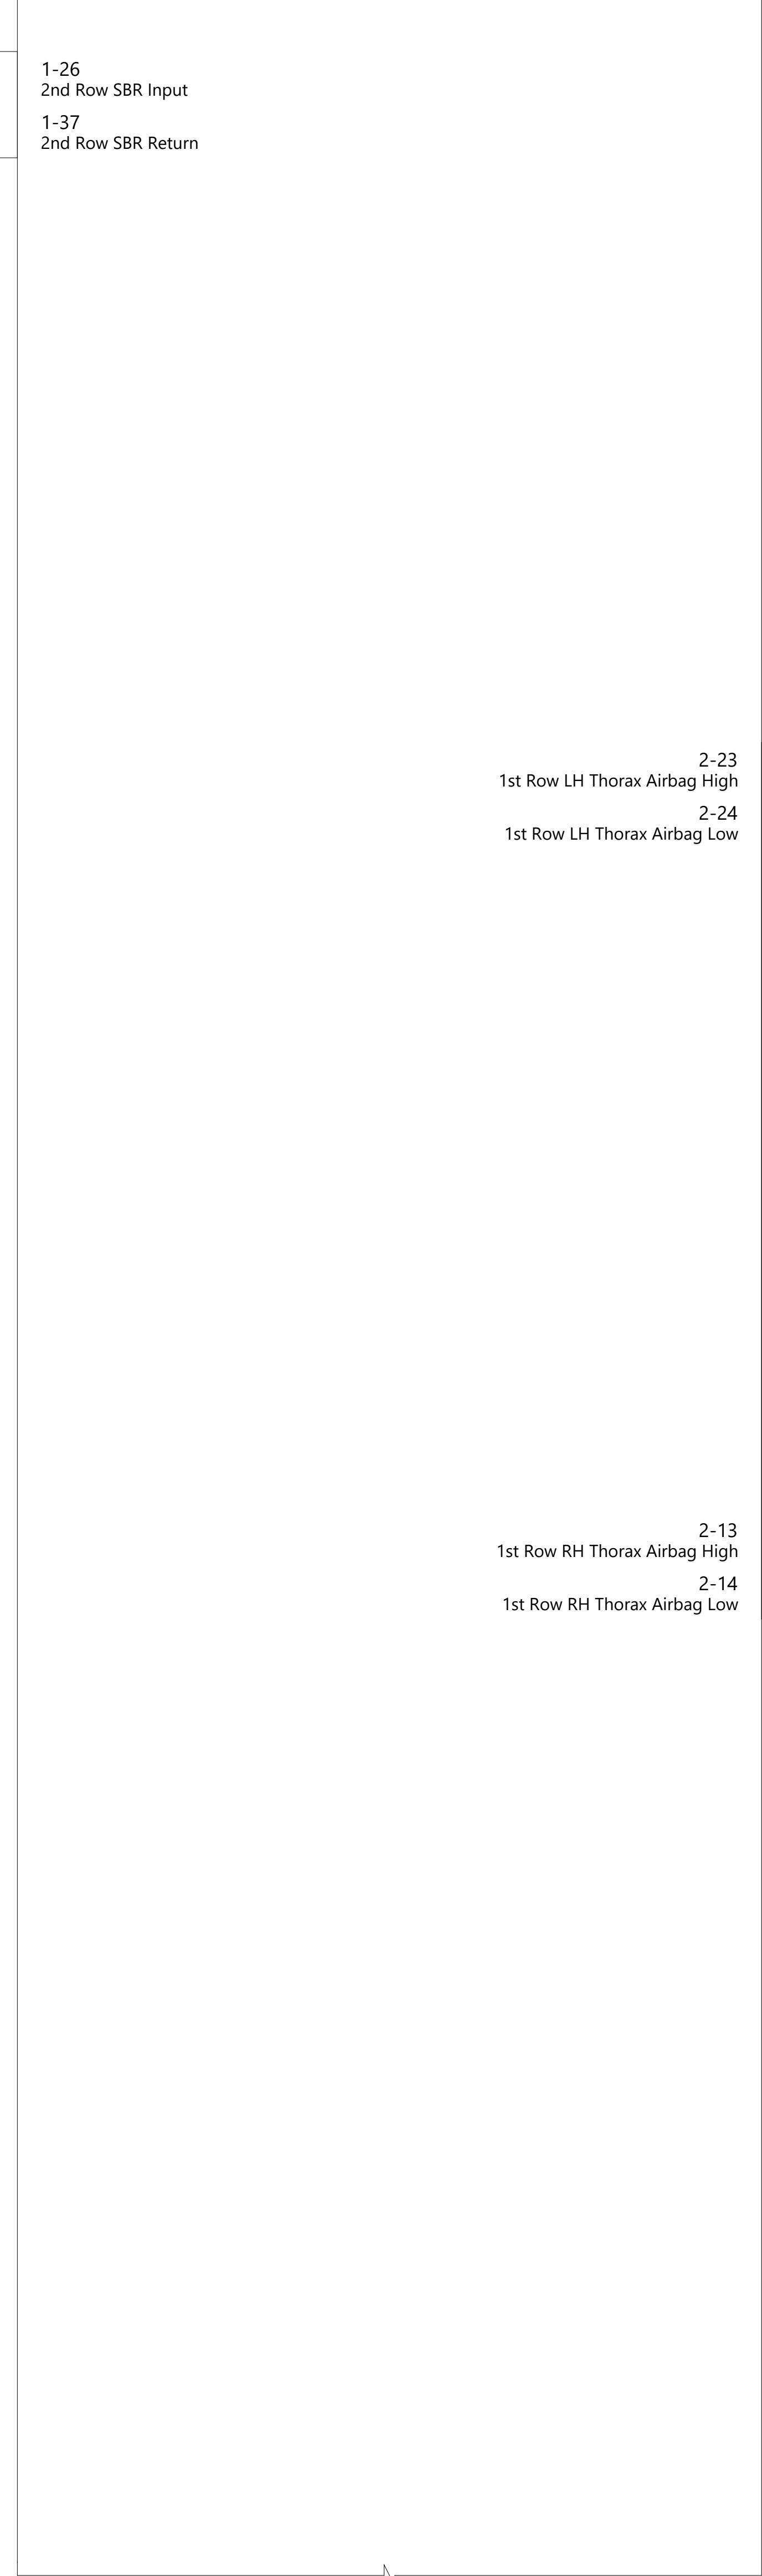 1-26
2nd Row SBR Input
1-37
2nd Row SBR Return
2-23
1st Row LH Thorax Airbag High
2-24
1st Row LH Thorax Airbag Low
2-13
1st Row RH Thorax Airbag High
2-14
1st Row RH Thorax Airbag Low